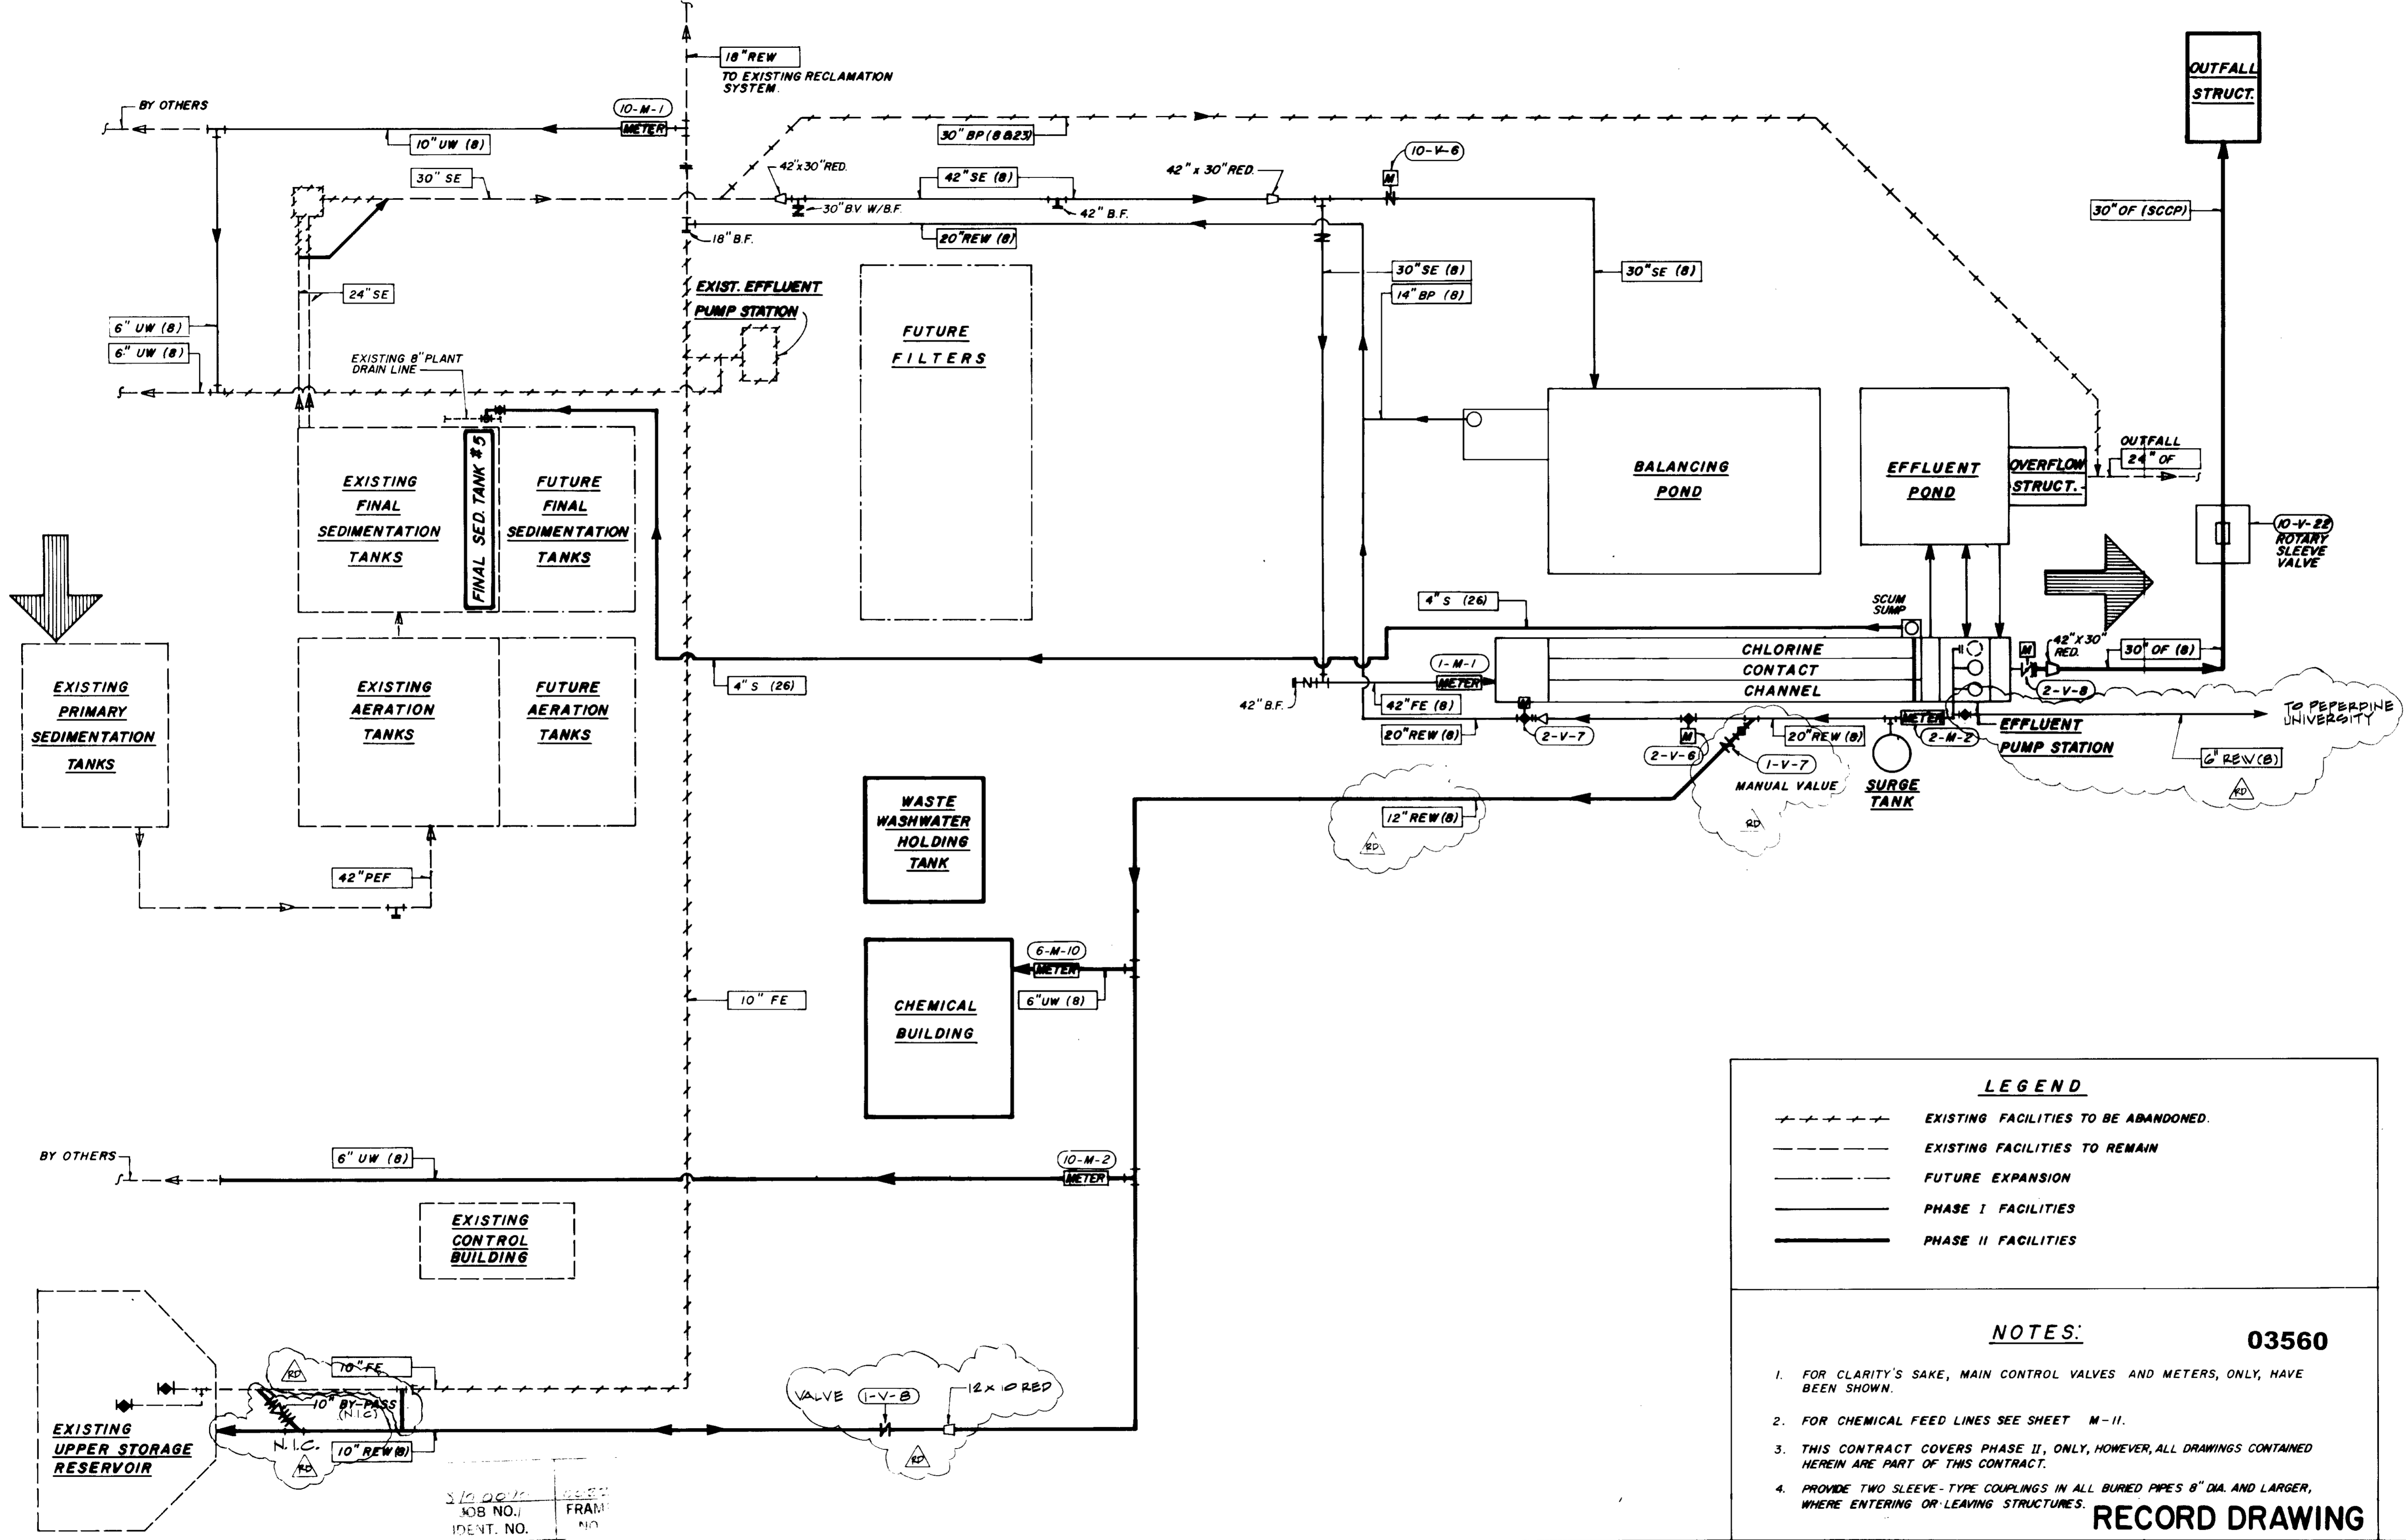 18" REW
TO EXISTING RECLAMATION
SYSTEM.
OUTFALL
STRUCT.
BY OTHERS
10-M-1
METER
10" UW (8)
30" BP (8 &23)
30" SE
42"x30"RED.
42" SE (8)
42" x 30"RED.
10-V-6
M
30" B.V. W/B.F.
42" B.F.
30" OF (SCCP)
18" B.F.
20" REW (8)
30" SE (8)
14" BP (8)
30" SE (8)
24" SE
EXIST. EFFLUENT
PUMP STATION
6" UW (8)
6" UW (8)
EXISTING 8" PLANT
DRAIN LINE
FUTURE
FILTERS
EXISTING
FINAL
SEDIMENTATION
TANKS
FINAL SED. TANK #5
FUTURE
FINAL
SEDIMENTATION
TANKS
BALANCING
POND
EFFLUENT
POND
OVERFLOW
STRUCT.
OUTFALL
24" OF
10-V-22
ROTARY
SLEEVE
VALVE
4" S (26)
SCUM
SUMP
EXISTING
PRIMARY
SEDIMENTATION
TANKS
EXISTING
AERATION
TANKS
FUTURE
AERATION
TANKS
4" S (26)
1-M-1
METER
42" B.F.
42" FE (8)
CHLORINE
CONTACT
CHANNEL
M
42"X30"
RED.
30" OF (8)
2-V-8
M
20" REW (8)
2-V-7
M
2-V-6
1-V-7
MANUAL VALUE
20" REW (8)
METER
2-M-2
EFFLUENT
PUMP STATION
TO PEPERDINE
UNIVERSITY
6" REW (8)
RD
SURGE
TANK
RD
12" REW (8)
RD
WASTE
WASHWATER
HOLDING
TANK
42" PEF
6-M-10
METER
6" UW (8)
CHEMICAL
BUILDING
10" FE
BY OTHERS
6" UW (8)
10-M-2
METER
EXISTING
CONTROL
BUILDING
RD
10" FE
10" BY-PASS
(N.I.C)
N.I.C.
10" REW (8)
RD
EXISTING
UPPER STORAGE
RESERVOIR
VALVE
1-V-8
12 x 10 RED
RD
JOB NO./
IDENT. NO.
FRAM
NO
LEGEND
EXISTING FACILITIES TO BE ABANDONED.
EXISTING FACILITIES TO REMAIN
FUTURE EXPANSION
PHASE I FACILITIES
PHASE II FACILITIES
NOTES:
03560
1. FOR CLARITY'S SAKE, MAIN CONTROL VALVES AND METERS, ONLY, HAVE
BEEN SHOWN.
2. FOR CHEMICAL FEED LINES SEE SHEET M-11.
3. THIS CONTRACT COVERS PHASE II, ONLY, HOWEVER, ALL DRAWINGS CONTAINED
HEREIN ARE PART OF THIS CONTRACT.
4. PROVIDE TWO SLEEVE-TYPE COUPLINGS IN ALL BURIED PIPES 8" DIA. AND LARGER,
WHERE ENTERING OR LEAVING STRUCTURES.
RECORD DRAWING